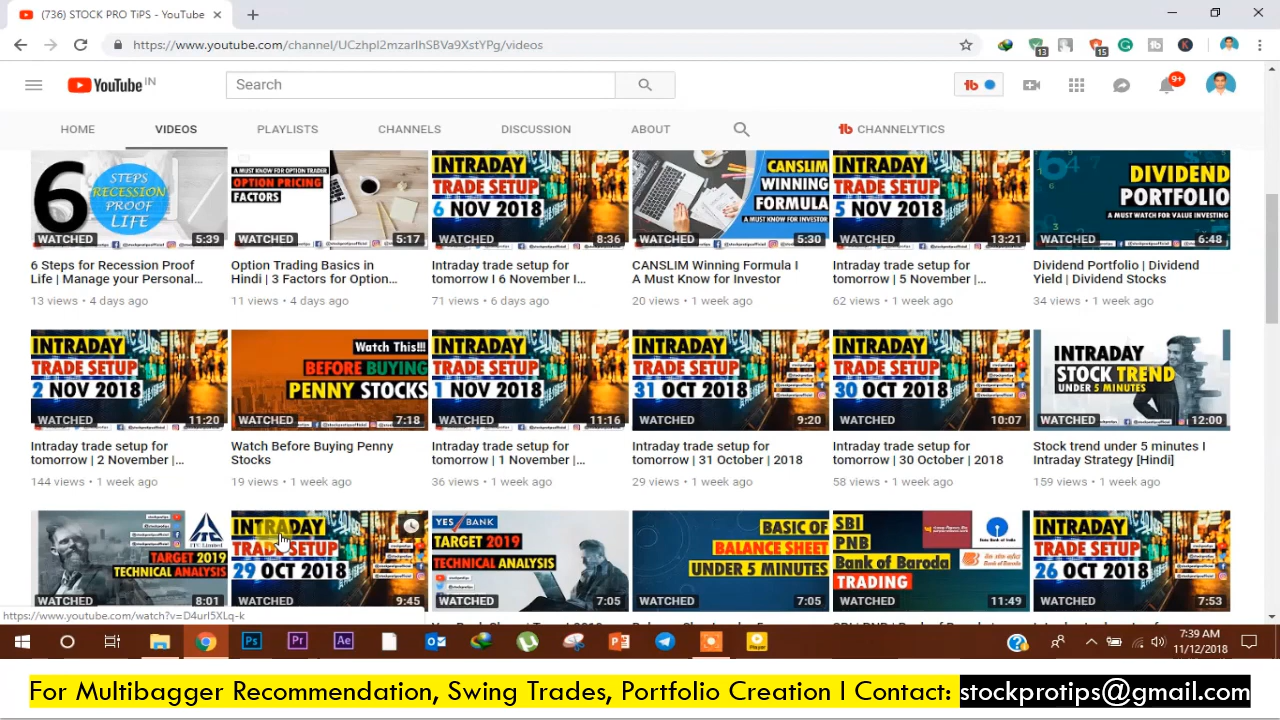 (736) STOCK PRO TiPS - YouTube
https://www.youtube.com/channel/UCzhpl2mzarIhSBVa9XstYPg/videos
13
15
YouTube IN
Search
9+
HOME
VIDEOS
PLAYLISTS
CHANNELS
DISCUSSION
ABOUT
CHANNELYTICS
6 STEPS RECESSION PROOF LIFE
WATCHED 5:39
A MUST KNOW FOR OPTION TRADER
OPTION PRICING
FACTORS
WATCHED 5:17
INTRADAY
TRADE SETUP
6 NOV 2018
WATCHED 8:36
CANSLIM
WINNING
FORMULA
A MUST KNOW FOR INVESTOR
WATCHED 5:30
INTRADAY
TRADE SETUP
5 NOV 2018
WATCHED 13:21
DIVIDEND
PORTFOLIO
A MUST WATCH FOR VALUE INVESTING
WATCHED 6:48
6 Steps for Recession Proof
Life | Manage your Personal...
13 views • 4 days ago
Option Trading Basics in
Hindi | 3 Factors for Option...
11 views • 4 days ago
Intraday trade setup for
tomorrow I 6 November I...
71 views • 6 days ago
CANSLIM Winning Formula I
A Must Know for Investor
20 views • 1 week ago
Intraday trade setup for
tomorrow | 5 November |...
62 views • 1 week ago
Dividend Portfolio | Dividend
Yield | Dividend Stocks
34 views • 1 week ago
INTRADAY
TRADE SETUP
2 NOV 2018
WATCHED 11:20
Watch This!!!
BEFORE BUYING
PENNY STOCKS
WATCHED 7:18
INTRADAY
TRADE SETUP
1 NOV 2018
WATCHED 11:16
INTRADAY
TRADE SETUP
31 OCT 2018
WATCHED 9:20
INTRADAY
TRADE SETUP
30 OCT 2018
WATCHED 10:07
INTRADAY
STOCK TREND
UNDER 5 MINUTES
WATCHED 12:00
Intraday trade setup for
tomorrow | 2 November |...
144 views • 1 week ago
Watch Before Buying Penny
Stocks
19 views • 1 week ago
Intraday trade setup for
tomorrow | 1 November |...
36 views • 1 week ago
Intraday trade setup for
tomorrow | 31 October | 2018
29 views • 1 week ago
Intraday trade setup for
tomorrow | 30 October | 2018
58 views • 1 week ago
Stock trend under 5 minutes I
Intraday Strategy [Hindi]
159 views • 1 week ago
ITC Limited
TARGET 2019
TECHNICAL ANALYSIS
8:01
INTRADAY
TRADE SETUP
29 OCT 2018
WATCHED 9:45
YES BANK
TARGET 2019
TECHNICAL ANALYSIS
WATCHED 7:05
BASIC OF
BALANCE SHEET
UNDER 5 MINUTES
WATCHED 7:05
SBI
PNB
Bank of Baroda
TRADING
WATCHED 11:49
INTRADAY
TRADE SETUP
26 OCT 2018
WATCHED 7:53
https://www.youtube.com/watch?v=D4url5XLq-k
Ps
Pr
Ae
Player
7:39 AM
11/12/2018
For Multibagger Recommendation, Swing Trades, Portfolio Creation I Contact: stockprotips@gmail.com